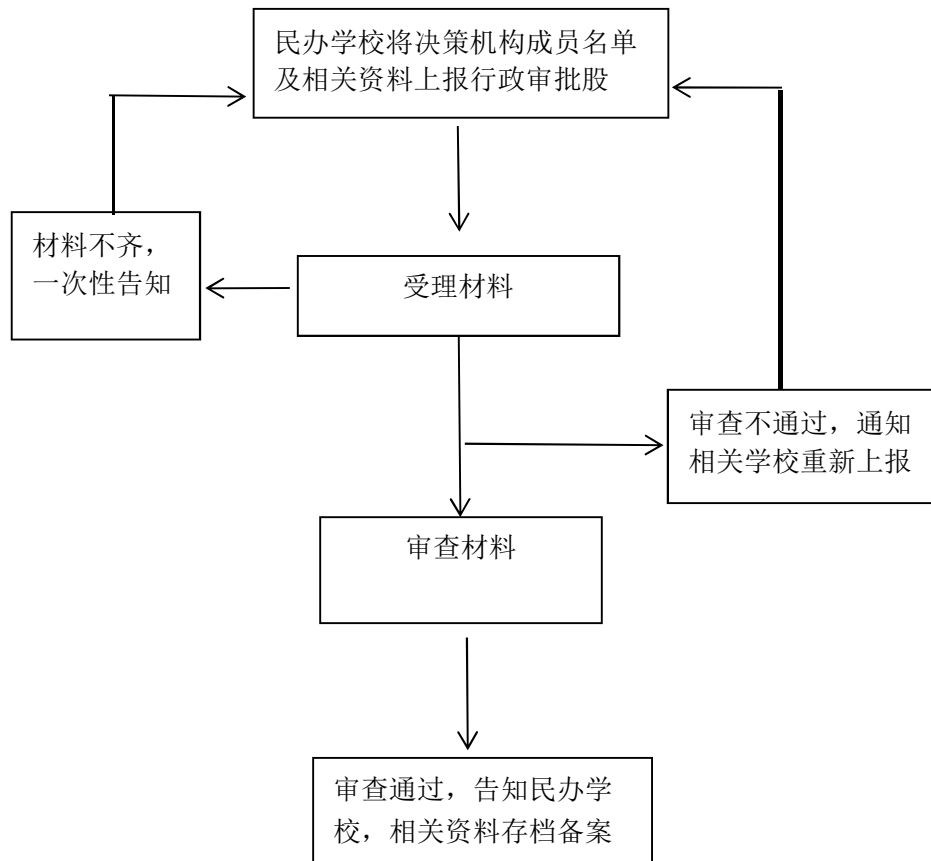 民办学校将决策机构成员名单
及相关资料上报行政审批股
材料不齐，
一次性告知
受理材料
审查不通过，通知
相关学校重新上报
审查材料
审查通过，告知民办学
校，相关资料存档备案